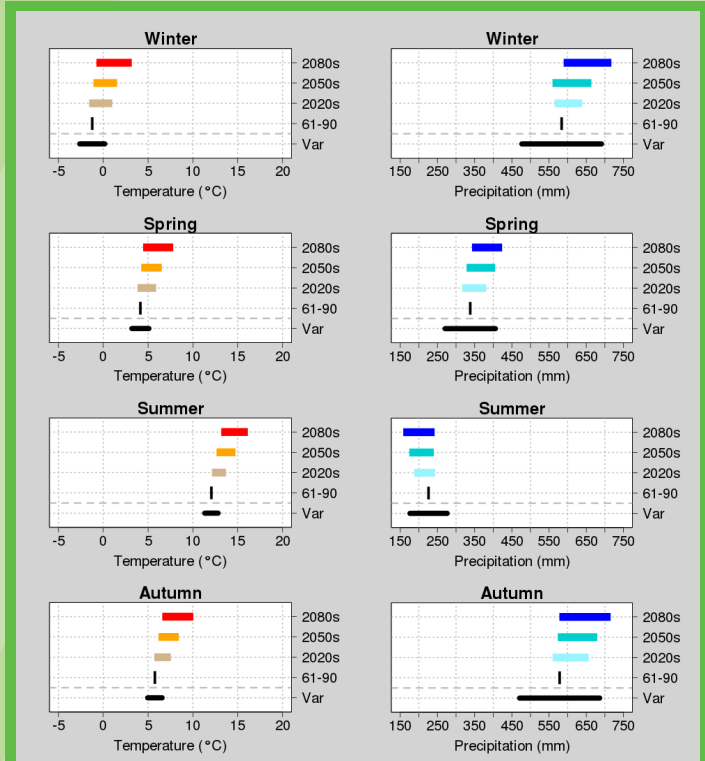 Winter
2080s
2050s
2020s
61-90
Var
-5 0 5 10 15 20
Temperature (°C)
Winter
2080s
2050s
2020s
61-90
Var
150 250 350 450 550 650 750
Precipitation (mm)
Spring
2080s
2050s
2020s
61-90
Var
-5 0 5 10 15 20
Temperature (°C)
Spring
2080s
2050s
2020s
61-90
Var
150 250 350 450 550 650 750
Precipitation (mm)
Summer
2080s
2050s
2020s
61-90
Var
-5 0 5 10 15 20
Temperature (°C)
Summer
2080s
2050s
2020s
61-90
Var
150 250 350 450 550 650 750
Precipitation (mm)
Autumn
2080s
2050s
2020s
61-90
Var
-5 0 5 10 15 20
Temperature (°C)
Autumn
2080s
2050s
2020s
61-90
Var
150 250 350 450 550 650 750
Precipitation (mm)